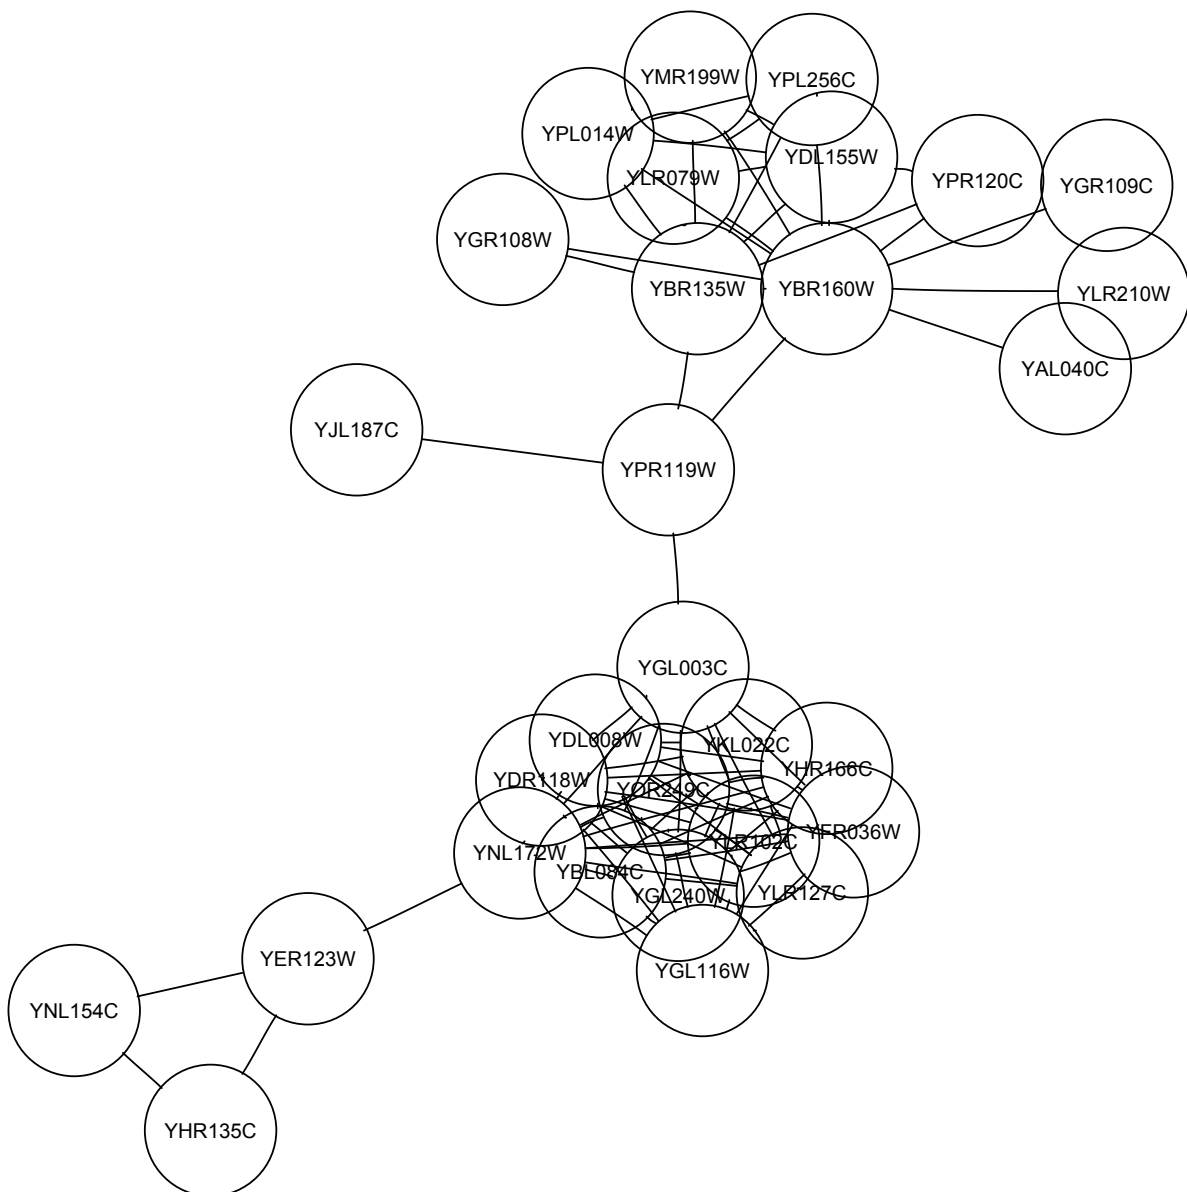 YMR199W
YPL256C
YPL014W
YDL155W
YLR079W
YPR120C
YGR109C
YGR108W
YBR135W
YBR160W
YLR210W
YAL040C
YJL187C
YPR119W
YGL003C
YDL008W
YKL022C
YHR166C
YDR118W
YOR249C
YFR036W
YLR102C
YNL172W
YBL084C
YGL240W
YLR127C
YER123W
YGL116W
YNL154C
YHR135C